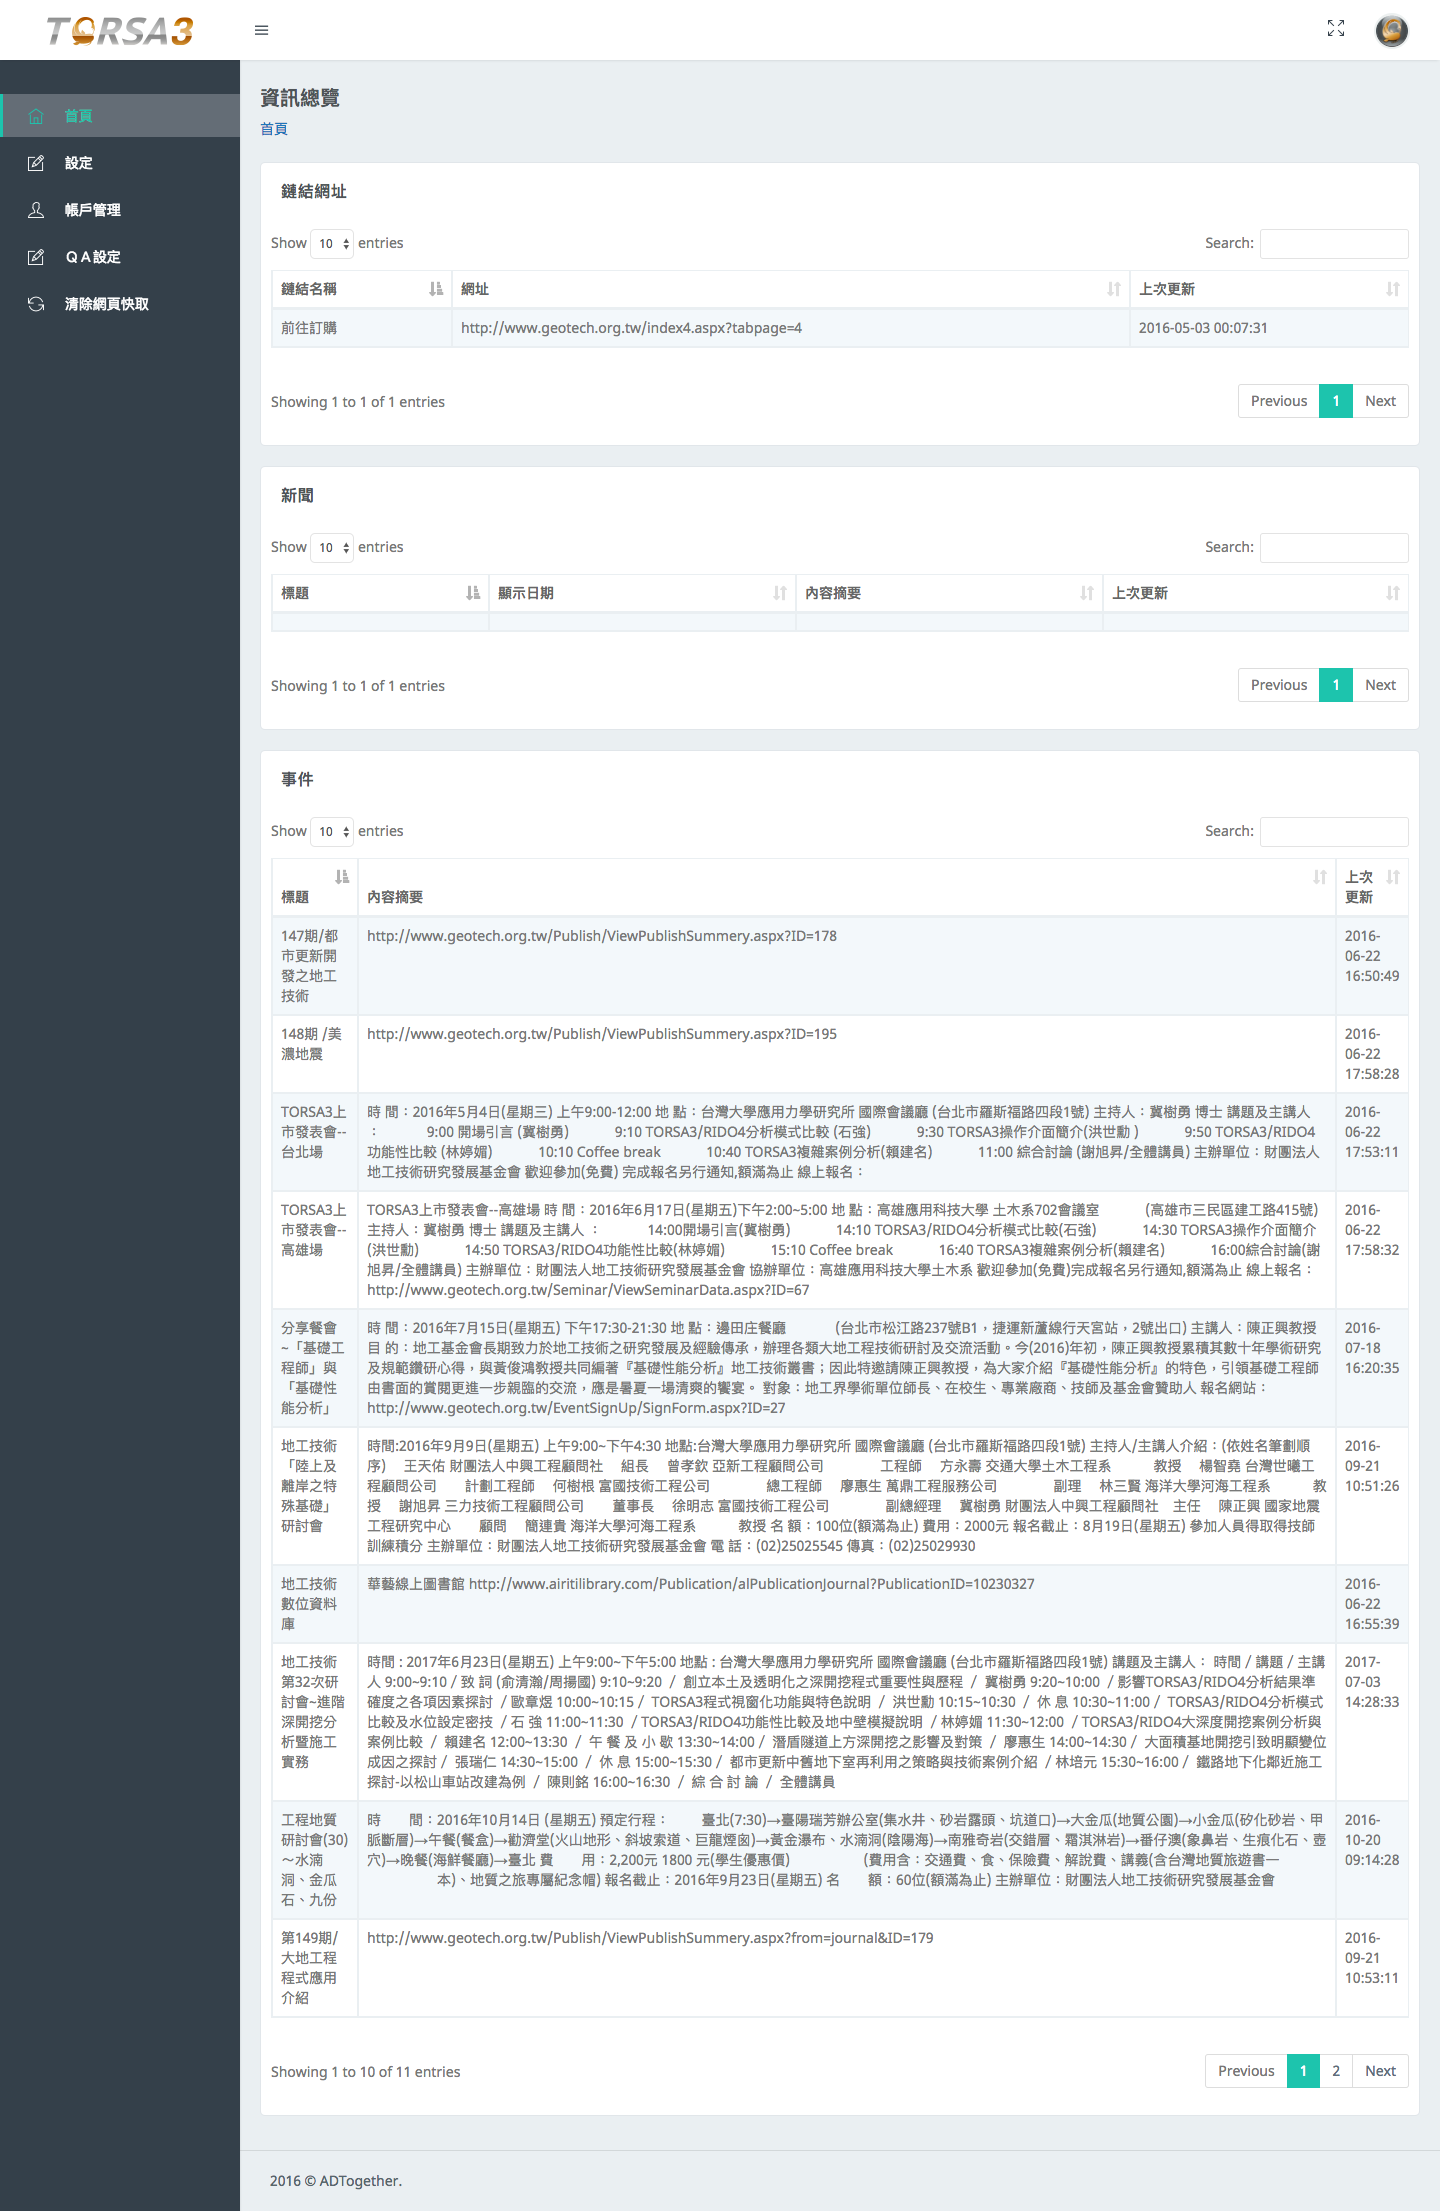 TORSA3
首頁
設定
帳戶管理
ＱＡ設定
清除網頁快取
資訊總覽
首頁
鏈結網址
Show 10 entries
Search:
鏈結名稱 網址 上次更新
前往訂購 http://www.geotech.org.tw/index4.aspx?tabpage=4 2016-05-03 00:07:31
Showing 1 to 1 of 1 entries
Previous 1 Next
新聞
Show 10 entries
Search:
標題 顯示日期 內容摘要 上次更新
Showing 1 to 1 of 1 entries
Previous 1 Next
事件
Show 10 entries
Search:
標題 內容摘要 上次
更新
147期/都
市更新開
發之地工
技術
http://www.geotech.org.tw/Publish/ViewPublishSummery.aspx?ID=178
2016-
06-22
16:50:49
148期 /美
濃地震
http://www.geotech.org.tw/Publish/ViewPublishSummery.aspx?ID=195
2016-
06-22
17:58:28
TORSA3上
市發表會--
台北場
時 間：2016年5月4日(星期三) 上午9:00-12:00 地 點：台灣大學應用力學研究所 國際會議廳 (台北市羅斯福路四段1號) 主持人：冀樹勇 博士 講題及主講人
： 9:00 開場引言 (冀樹勇) 9:10 TORSA3/RIDO4分析模式比較 (石強) 9:30 TORSA3操作介面簡介(洪世勳 ) 9:50 TORSA3/RIDO4
功能性比較 (林婷媚) 10:10 Coffee break 10:40 TORSA3複雜案例分析(賴建名) 11:00 綜合討論 (謝旭昇/全體講員) 主辦單位：財團法人
地工技術研究發展基金會 歡迎參加(免費) 完成報名另行通知,額滿為止 線上報名：
2016-
06-22
17:53:11
TORSA3上
市發表會--
高雄場
TORSA3上市發表會--高雄場 時 間：2016年6月17日(星期五)下午2:00~5:00 地 點：高雄應用科技大學 土木系702會議室 (高雄市三民區建工路415號)
主持人：冀樹勇 博士 講題及主講人 ： 14:00開場引言(冀樹勇) 14:10 TORSA3/RIDO4分析模式比較(石強) 14:30 TORSA3操作介面簡介
(洪世勳) 14:50 TORSA3/RIDO4功能性比較(林婷媚) 15:10 Coffee break 16:40 TORSA3複雜案例分析(賴建名) 16:00綜合討論(謝
旭昇/全體講員) 主辦單位：財團法人地工技術研究發展基金會 協辦單位：高雄應用科技大學土木系 歡迎參加(免費)完成報名另行通知,額滿為止 線上報名：
http://www.geotech.org.tw/Seminar/ViewSeminarData.aspx?ID=67
2016-
06-22
17:58:32
分享餐會
~「基礎工
程師」與
「基礎性
能分析」
時 間：2016年7月15日(星期五) 下午17:30-21:30 地 點：邊田庄餐廳 (台北市松江路237號B1，捷運新蘆線行天宮站，2號出口) 主講人：陳正興教授
目 的：地工基金會長期致力於地工技術之研究發展及經驗傳承，辦理各類大地工程技術研討及交流活動。今(2016)年初，陳正興教授累積其數十年學術研究
及規範鑽研心得，與黃俊鴻敎授共同編著『基礎性能分析』地工技術叢書；因此特邀請陳正興教授，為大家介紹『基礎性能分析』的特色，引領基礎工程師
由書面的賞閱更進一步親臨的交流，應是暑夏一場清爽的饗宴。 對象：地工界學術單位師長、在校生、專業廠商、技師及基金會贊助人 報名網站：
http://www.geotech.org.tw/EventSignUp/SignForm.aspx?ID=27
2016-
07-18
16:20:35
地工技術
「陸上及
離岸之特
殊基礎」
研討會
時間:2016年9月9日(星期五) 上午9:00~下午4:30 地點:台灣大學應用力學研究所 國際會議廳 (台北市羅斯福路四段1號) 主持人/主講人介紹：(依姓名筆劃順
序) 王天佑 財團法人中興工程顧問社 組長 曾孝欽 亞新工程顧問公司 工程師 方永壽 交通大學土木工程系 教授 楊智堯 台灣世曦工
程顧問公司 計劃工程師 何樹根 富國技術工程公司 總工程師 廖惠生 萬鼎工程服務公司 副理 林三賢 海洋大學河海工程系 教
授 謝旭昇 三力技術工程顧問公司 董事長 徐明志 富國技術工程公司 副總經理 冀樹勇 財團法人中興工程顧問社 主任 陳正興 國家地震
工程研究中心 顧問 簡連貴 海洋大學河海工程系 教授 名 額：100位(額滿為止) 費用：2000元 報名截止：8月19日(星期五) 參加人員得取得技師
訓練積分 主辦單位：財團法人地工技術研究發展基金會 電 話：(02)25025545 傳真：(02)25029930
2016-
09-21
10:51:26
地工技術
數位資料
庫
華藝線上圖書館 http://www.airitilibrary.com/Publication/alPublicationJournal?PublicationID=10230327
2016-
06-22
16:55:39
地工技術
第32次研
討會~進階
深開挖分
析暨施工
實務
時間 : 2017年6月23日(星期五) 上午9:00~下午5:00 地點 : 台灣大學應用力學研究所 國際會議廳 (台北市羅斯福路四段1號) 講題及主講人： 時間 / 講題 / 主講
人 9:00~9:10 / 致 詞 (俞清瀚/周揚國) 9:10~9:20 / 創立本土及透明化之深開挖程式重要性與歷程 / 冀樹勇 9:20~10:00 / 影響TORSA3/RIDO4分析結果準
確度之各項因素探討 / 歐章煜 10:00~10:15 / TORSA3程式視窗化功能與特色說明 / 洪世勳 10:15~10:30 / 休 息 10:30~11:00 / TORSA3/RIDO4分析模式
比較及水位設定密技 / 石 強 11:00~11:30 / TORSA3/RIDO4功能性比較及地中壁模擬說明 / 林婷媚 11:30~12:00 / TORSA3/RIDO4大深度開挖案例分析與
案例比較 / 賴建名 12:00~13:30 / 午 餐 及 小 歇 13:30~14:00 / 潛盾隧道上方深開挖之影響及對策 / 廖惠生 14:00~14:30 / 大面積基地開挖引致明顯變位
成因之探討 / 張瑞仁 14:30~15:00 / 休 息 15:00~15:30 / 都市更新中舊地下室再利用之策略與技術案例介紹 / 林培元 15:30~16:00 / 鐵路地下化鄰近施工
探討-以松山車站改建為例 / 陳則銘 16:00~16:30 / 綜 合 討 論 / 全體講員
2017-
07-03
14:28:33
工程地質
研討會(30)
～水湳
洞、金瓜
石、九份
時 間：2016年10月14日 (星期五) 預定行程： 臺北(7:30)→臺陽瑞芳辦公室(集水井、砂岩露頭、坑道口)→大金瓜(地質公園)→小金瓜(矽化砂岩、甲
脈斷層)→午餐(餐盒)→勸濟堂(火山地形、斜坡索道、巨龍煙囪)→黃金瀑布、水湳洞(陰陽海)→南雅奇岩(交錯層、霜淇淋岩)→番仔澳(象鼻岩、生痕化石、壺
穴)→晚餐(海鮮餐廳)→臺北 費 用：2,200元 1800 元(學生優惠價) (費用含：交通費、食、保險費、解說費、講義(含台灣地質旅遊書一
本)、地質之旅專屬紀念帽) 報名截止：2016年9月23日(星期五) 名 額：60位(額滿為止) 主辦單位：財團法人地工技術研究發展基金會
2016-
10-20
09:14:28
第149期/
大地工程
程式應用
介紹
http://www.geotech.org.tw/Publish/ViewPublishSummery.aspx?from=journal&ID=179
2016-
09-21
10:53:11
Showing 1 to 10 of 11 entries
Previous 1 2 Next
2016 © ADTogether.